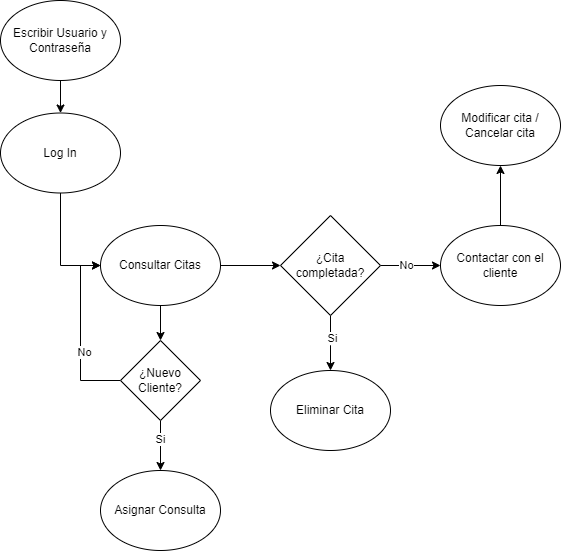 Escribir Usuario y
Contraseña
Log In
Modificar cita /
Cancelar cita
Consultar Citas
¿Cita
completada?
No
Contactar con el
cliente
No
¿Nuevo
Cliente?
Si
Eliminar Cita
Si
Asignar Consulta